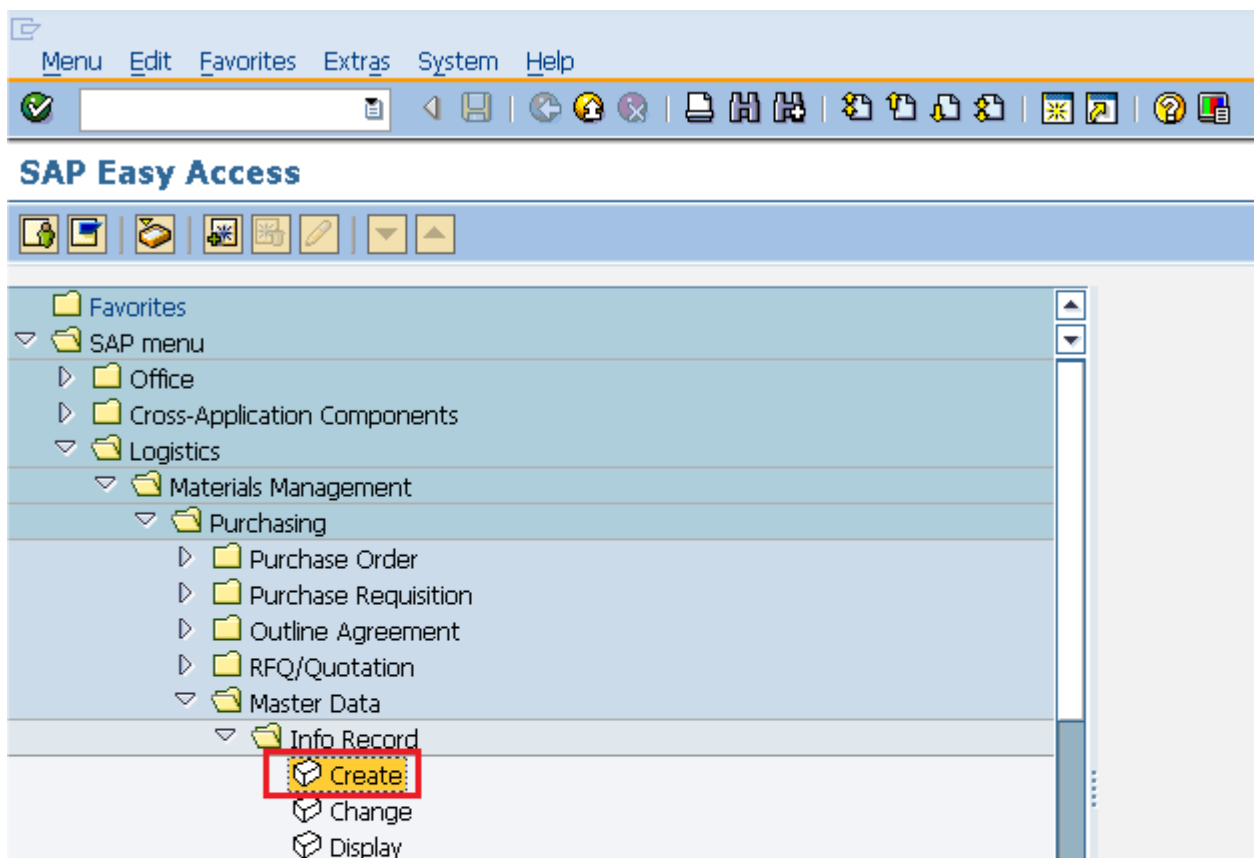 Menu Edit Favorites Extras System Help
SAP Easy Access
Favorites
SAP menu
Office
Cross-Application Components
Logistics
Materials Management
Purchasing
Purchase Order
Purchase Requisition
Outline Agreement
RFQ/Quotation
Master Data
Info Record
Create
Change
Display